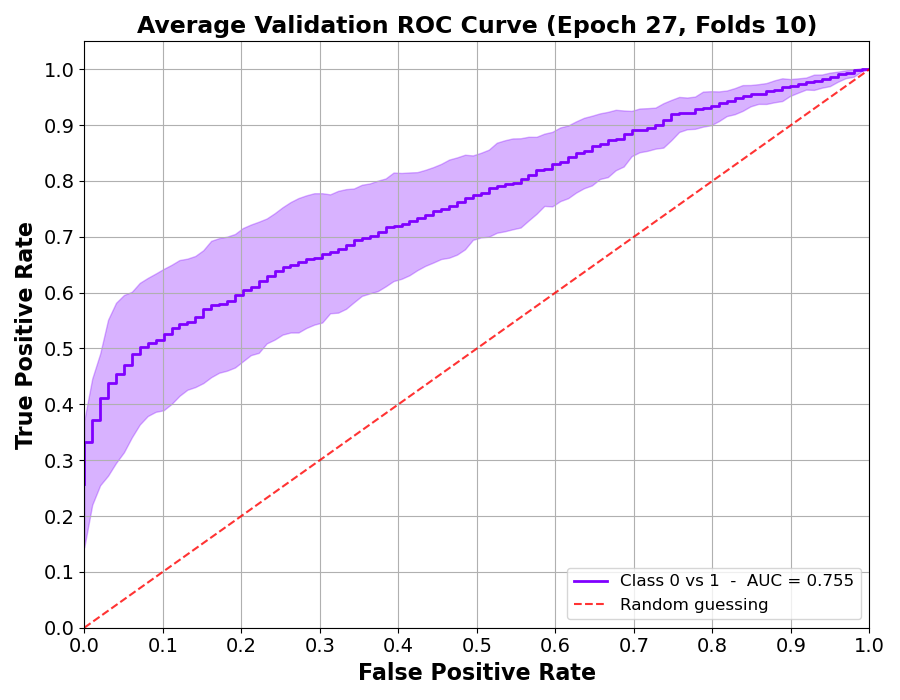 Average Validation ROC Curve (Epoch 27, Folds 10)
True Positive Rate
1.0
0.9
0.8
0.7
0.6
0.5
0.4
0.3
0.2
0.1
0.0
Class 0 vs 1 - AUC = 0.755
Random guessing
0.0 0.1 0.2 0.3 0.4 0.5 0.6 0.7 0.8 0.9 1.0
False Positive Rate